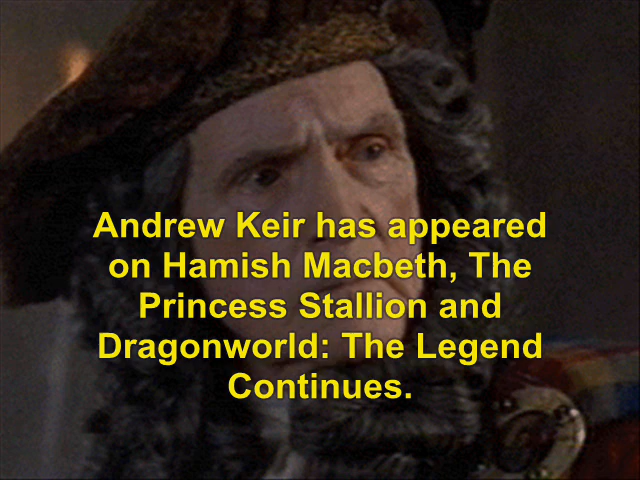 Andrew Keir has appeared
on Hamish Macbeth, The
Princess Stallion and
Dragonworld: The Legend
Continues.